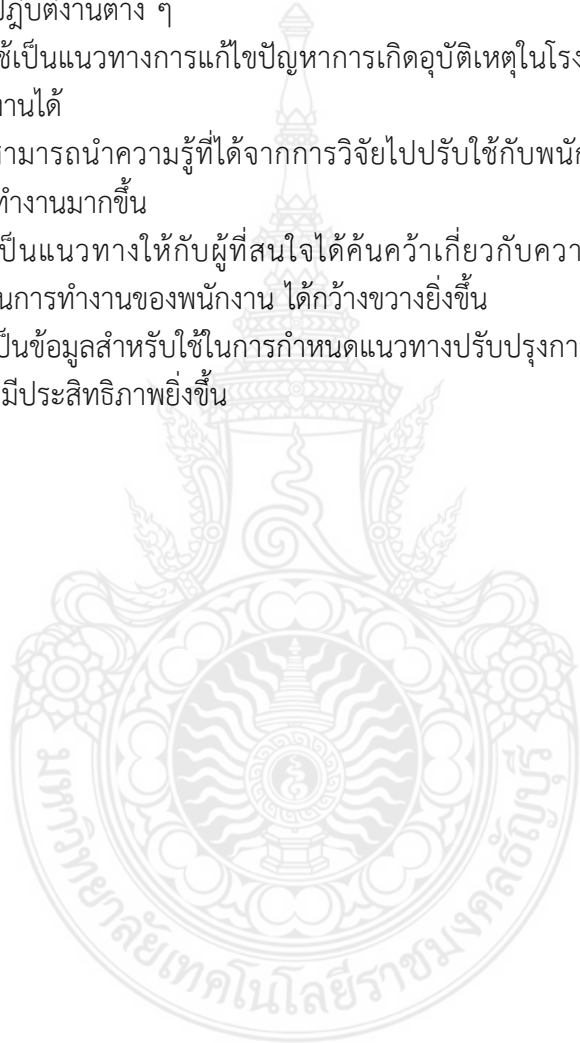 ปฏิบัติงานต่าง ๆ
ช้เป็นแนวทางการแก้ไขปัญหาการเกิดอุบัติเหตุในโรง
งานได้
สามารถนำความรู้ที่ได้จากการวิจัยไปปรับใช้กับพนัก
ทำงานมากขึ้น
เป็นแนวทางให้กับผู้ที่สนใจได้ค้นคว้าเกี่ยวกับควา
นการทำงานของพนักงาน ได้กว้างขวางยิ่งขึ้น
ป็นข้อมูลสำหรับใช้ในการกำหนดแนวทางปรับปรุงกา
มีประสิทธิภาพยิ่งขึ้น
มหาวิทยาลัยเทคโนโลยีราชมงคลธัญบุรี